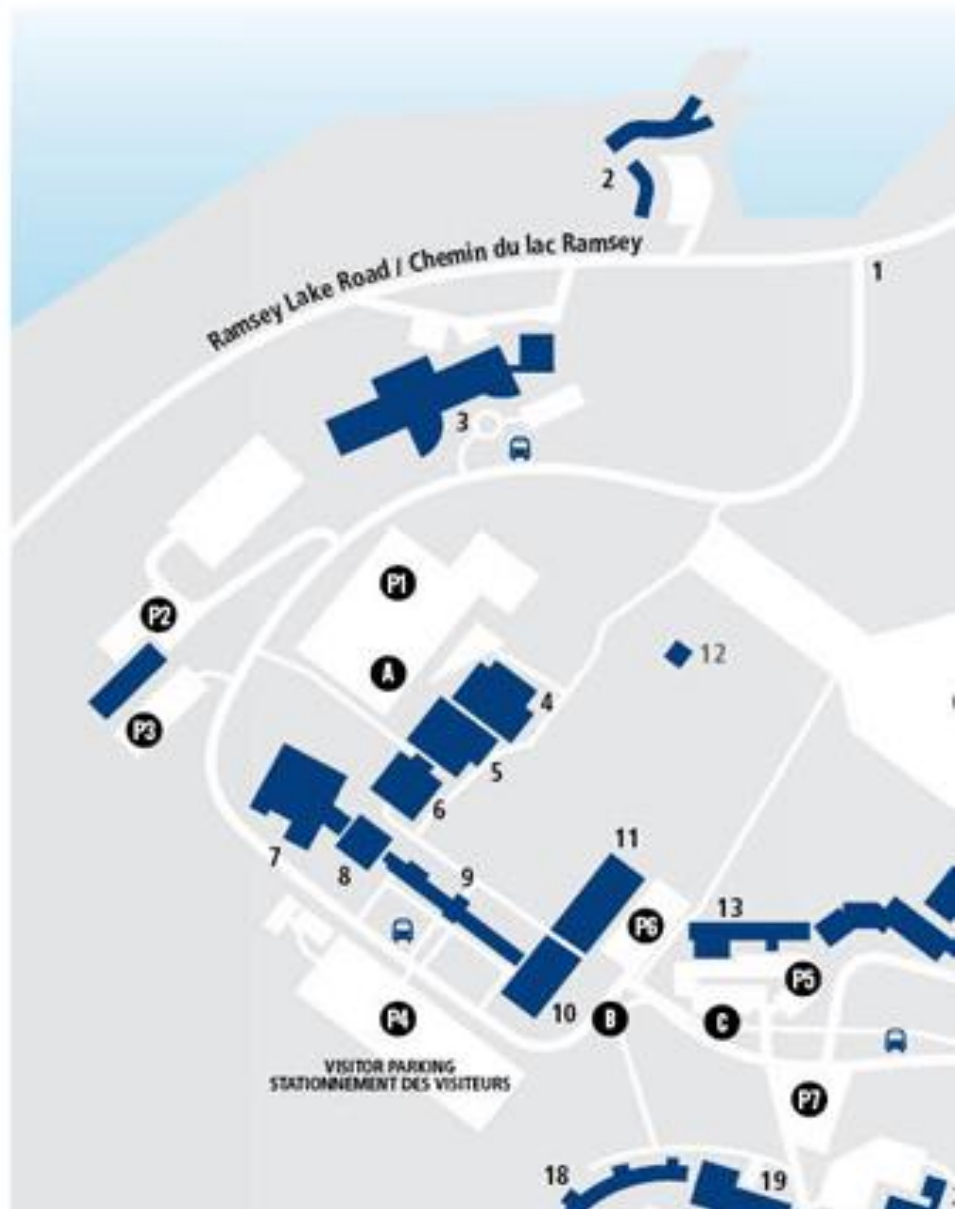 2
Ramsey Lake Road / Chemin du lac Ramsey
1
3
P1
P2
12
A
4
P3
5
6
11
7
8
9
13
P6
P5
10
B
C
P4
VISITOR PARKING
STATIONNEMENT DES VISITEURS
P7
18
19